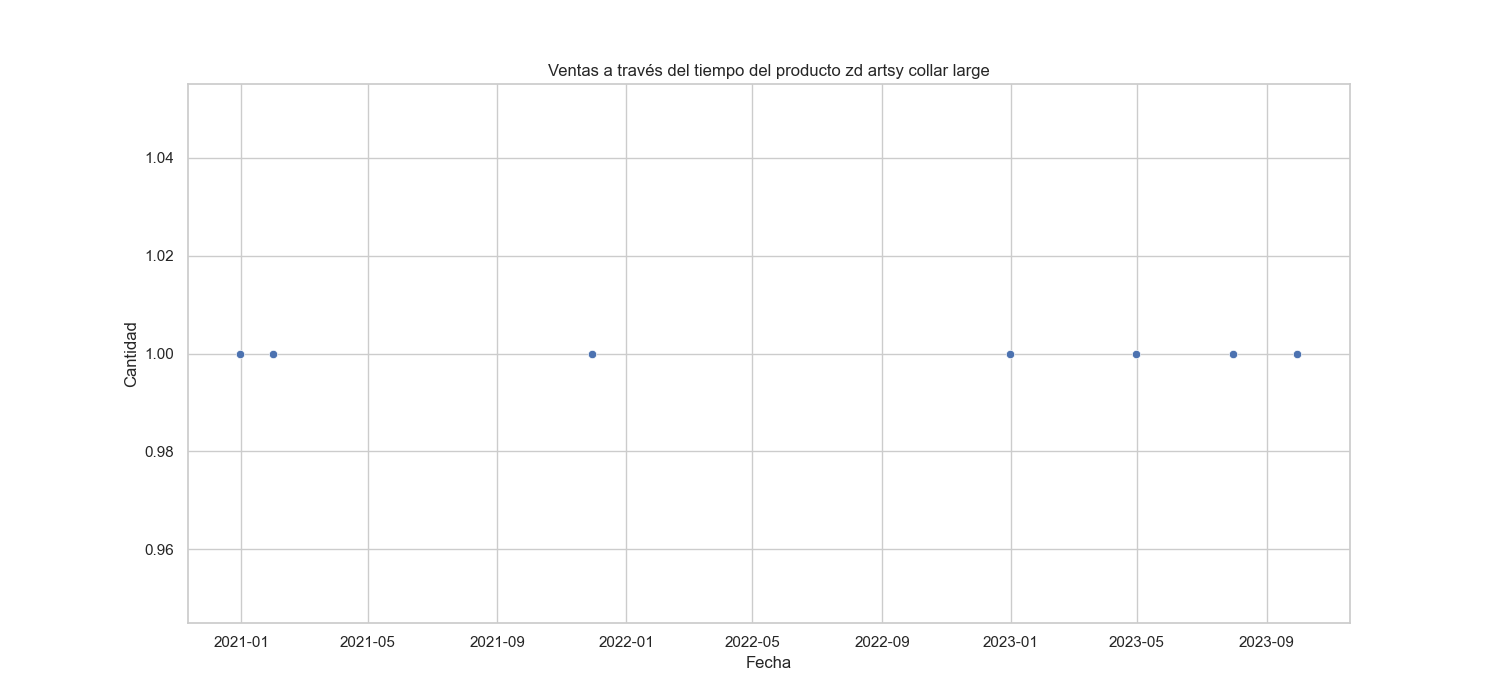 Ventas a través del tiempo del producto zd artsy collar large
1.04
1.02
1.00
0.98
0.96
Cantidad
2021-01 2021-05 2021-09 2022-01 2022-05 2022-09 2023-01 2023-05 2023-09
Fecha